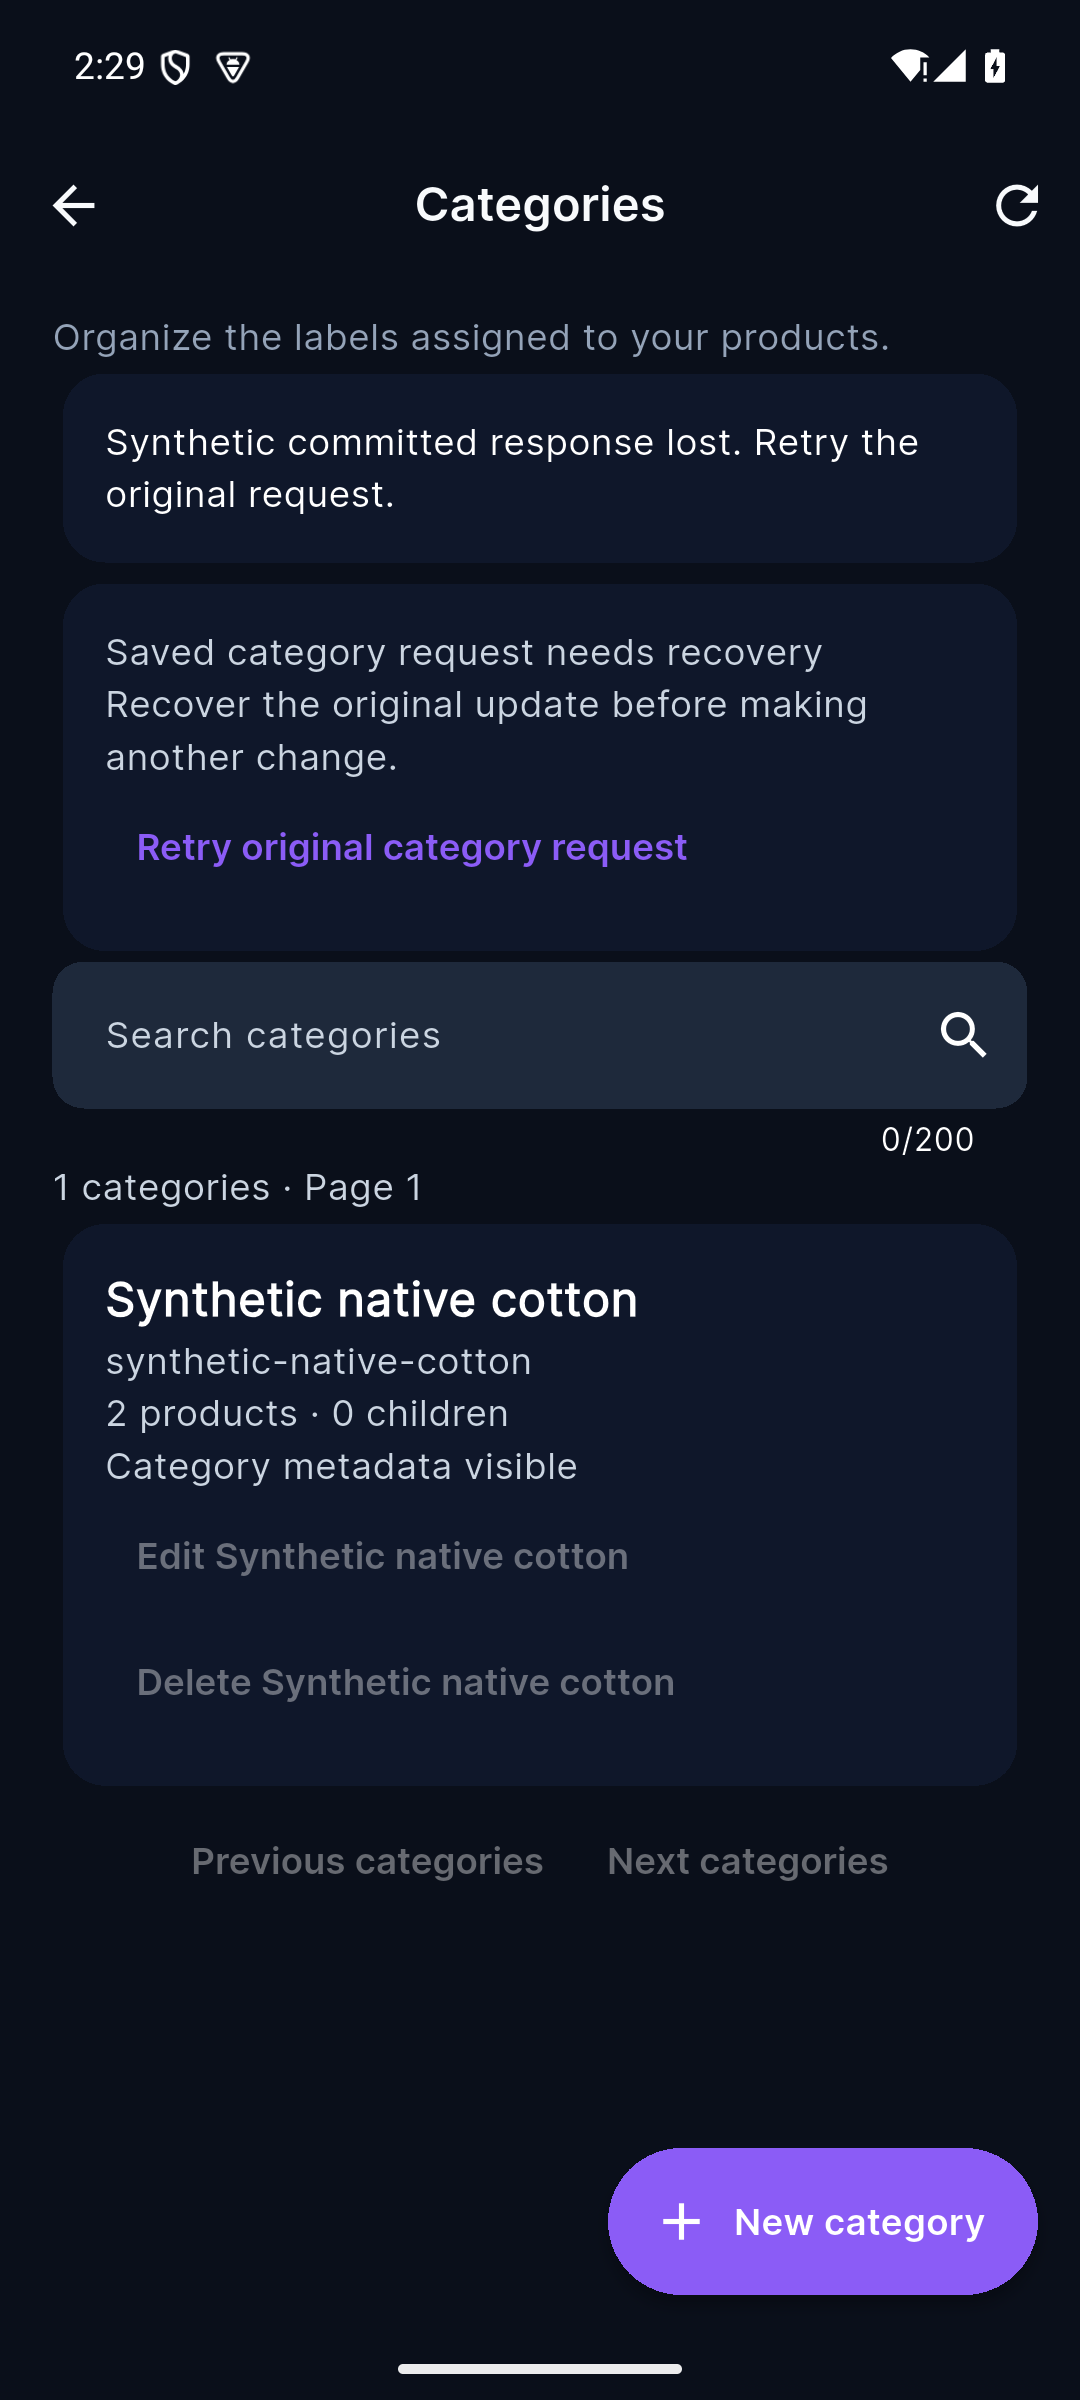 2:29
Categories
Organize the labels assigned to your products.
Synthetic committed response lost. Retry the
original request.
Saved category request needs recovery
Recover the original update before making
another change.
Retry original category request
Search categories
0/200
1 categories · Page 1
Synthetic native cotton
synthetic-native-cotton
2 products · 0 children
Category metadata visible
Edit Synthetic native cotton
Delete Synthetic native cotton
Previous categories Next categories
New category